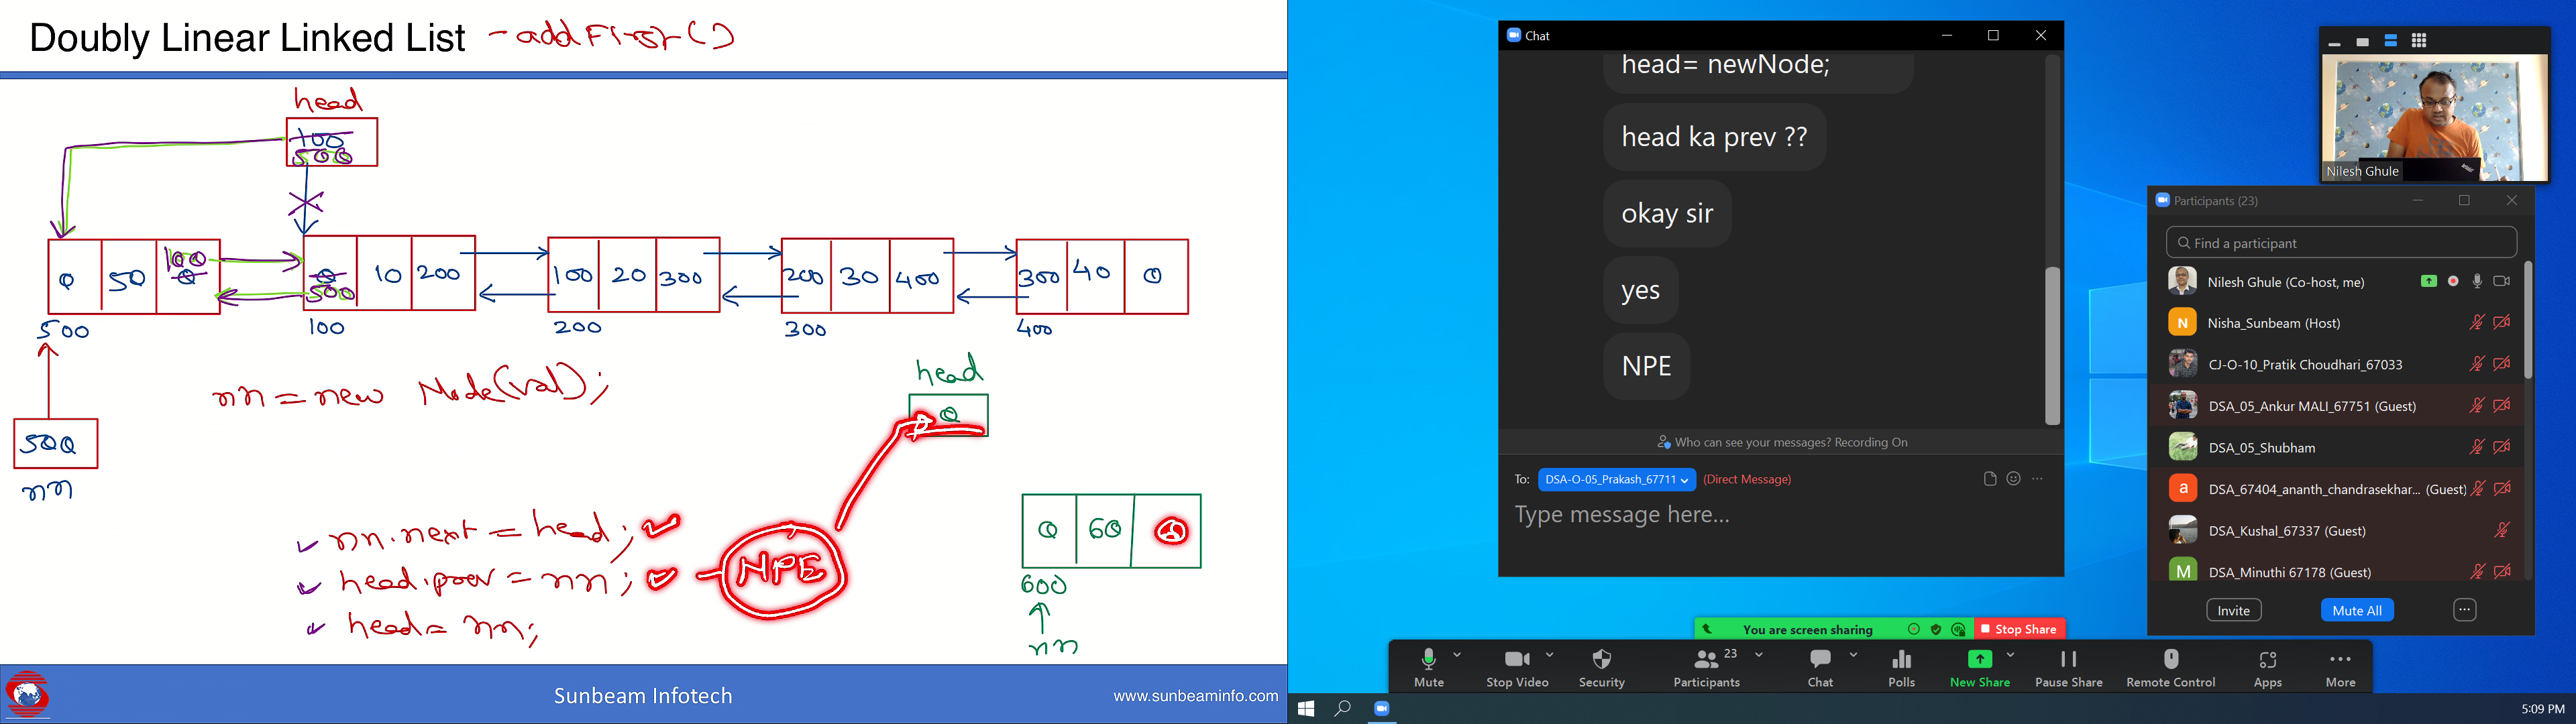 Doubly Linear Linked List - addFirst()
head
100
500
0 50 0 100
0 500 10 200
100 20 300
200 30 400
300 40 0
500
100
200
300
400
nn = new Node(val);
500
nn
nn.next = head;
head.prev = nn;
head = nn;
NPE
head
0
0 60 0
600
nn
Sunbeam Infotech
www.sunbeaminfo.com
Chat
head= newNode;
head ka prev ??
okay sir
yes
NPE
Who can see your messages? Recording On
To: DSA-O-05_Prakash_67711 (Direct Message)
Type message here...
Nilesh Ghule
Participants (23)
Find a participant
Nilesh Ghule (Co-host, me)
N Nisha_Sunbeam (Host)
CJ-O-10_Pratik Choudhari_67033
DSA_05_Ankur MALI_67751 (Guest)
DSA_05_Shubham
a DSA_67404_ananth_chandrasekhar... (Guest)
DSA_Kushal_67337 (Guest)
M DSA_Minuthi 67178 (Guest)
Invite Mute All ...
You are screen sharing Stop Share
23
Mute Stop Video Security Participants Chat Polls New Share Pause Share Remote Control Apps More
5:09 PM